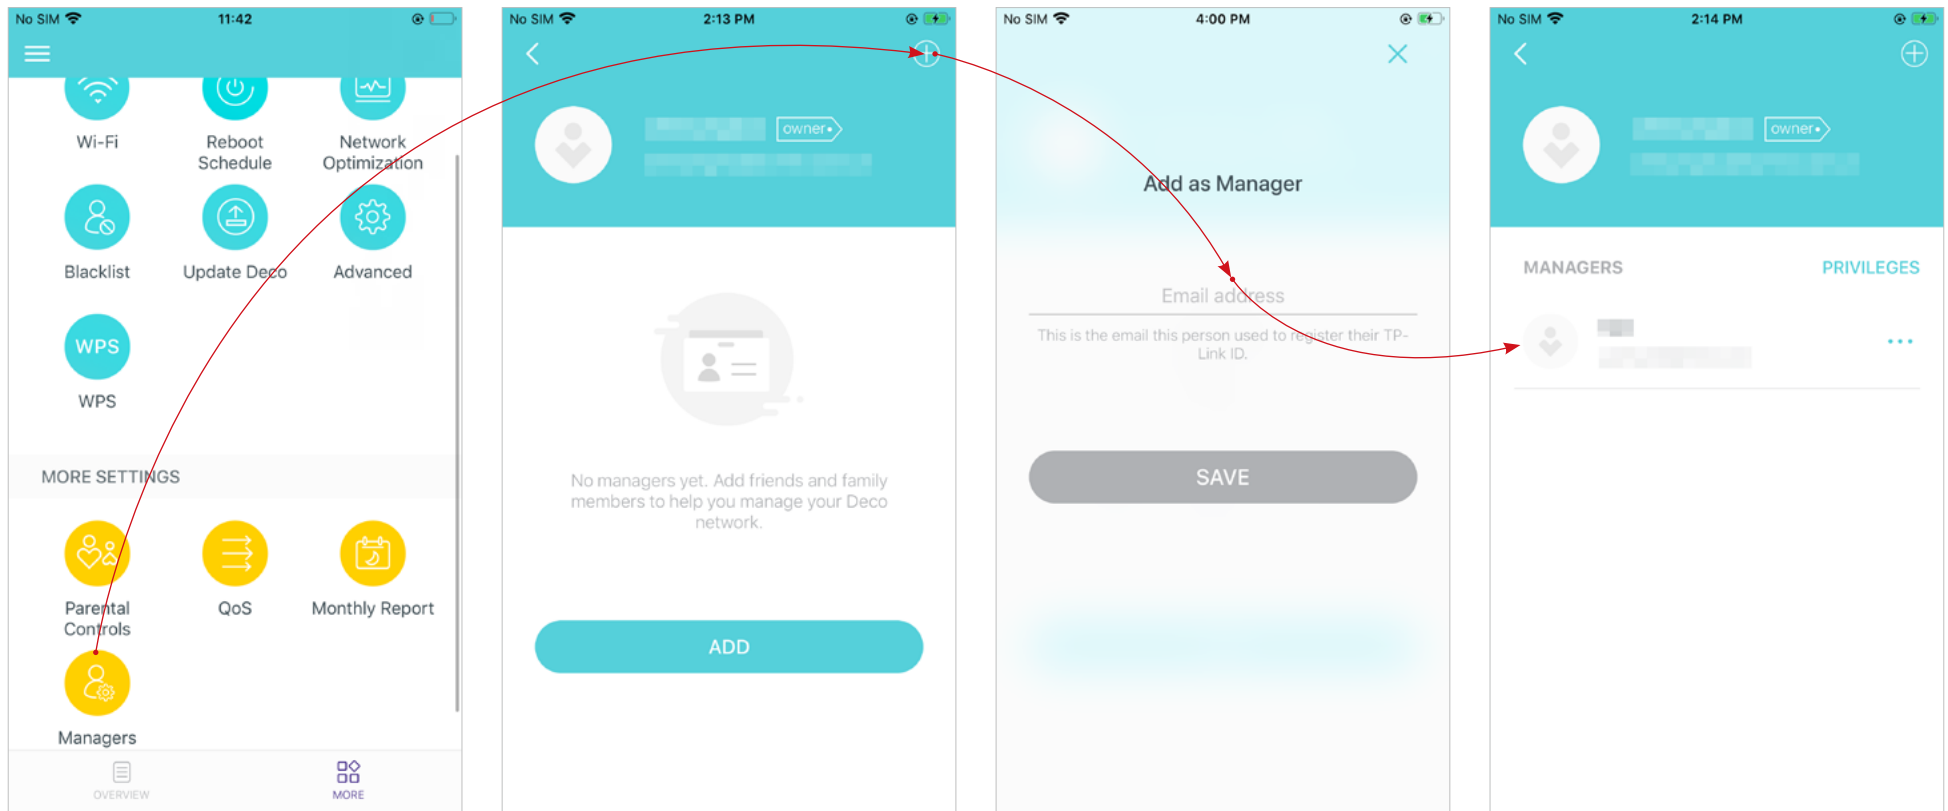 No SIM
11:42
Wi-Fi
Reboot
Schedule
Network
Optimization
Blacklist
Update Deco
Advanced
WPS
WPS
MORE SETTINGS
Parental
Controls
QoS
Monthly Report
Managers
OVERVIEW
MORE
No SIM
2:13 PM
owner
No managers yet. Add friends and family
members to help you manage your Deco
network.
ADD
No SIM
4:00 PM
Add as Manager
Email address
This is the email this person used to register their TP-
Link ID.
SAVE
No SIM
2:14 PM
owner
MANAGERS
PRIVILEGES